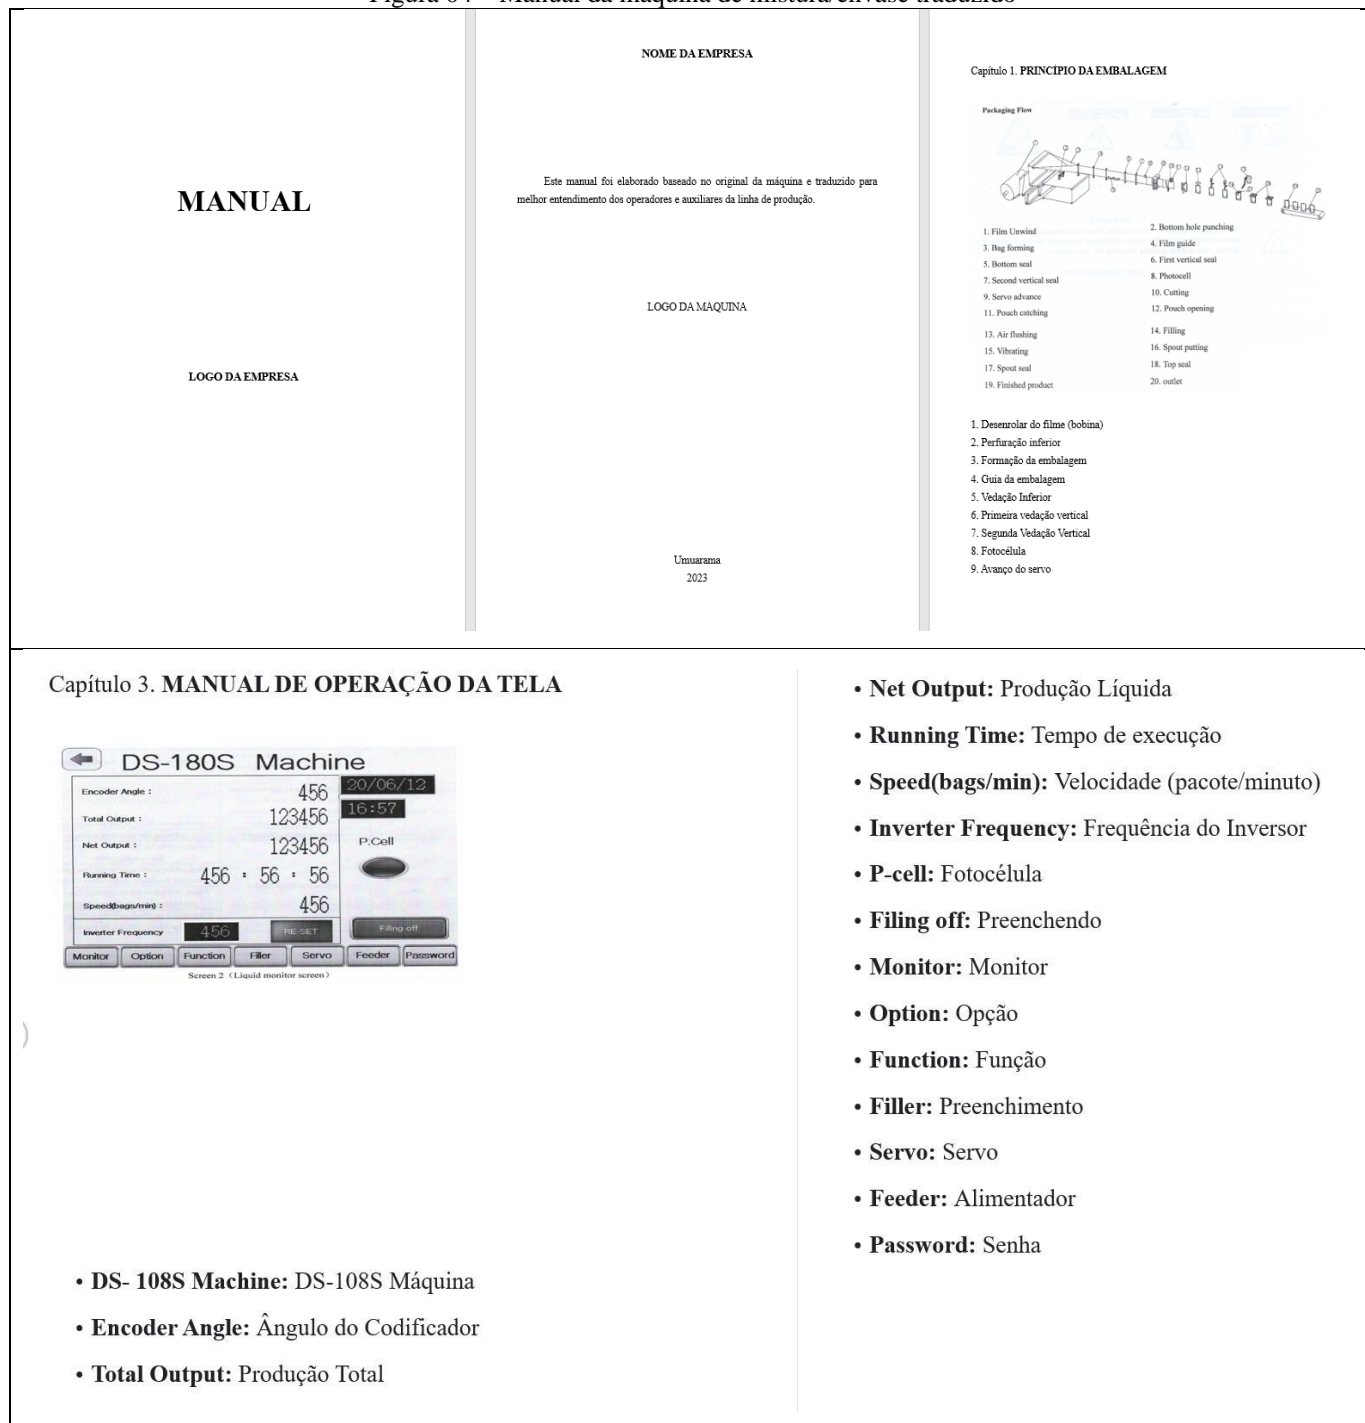 Figura 04 – Manual da máquina de mistura/envase traduzido
MANUAL
LOGO DA EMPRESA
NOME DA EMPRESA
Este manual foi elaborado baseado no original da máquina e traduzido para
melhor entendimento dos operadores e auxiliares da linha de produção.
LOGO DA MAQUINA
Umuarama
2023
Capítulo 1. PRINCÍPIO DA EMBALAGEM
Packaging Flow
1. Film Unwind
2. Bottom hole punching
3. Bag forming
4. Film guide
5. Bottom seal
6. First vertical seal
7. Second vertical seal
8. Photocell
9. Servo advance
10. Cutting
11. Pouch catching
12. Pouch opening
13. Air flushing
14. Filling
15. Vibrating
16. Spout putting
17. Spout seal
18. Top seal
19. Finished product
20. outlet
1. Desenrolar do filme (bobina)
2. Perfuração inferior
3. Formação da embalagem
4. Guia da embalagem
5. Vedação Inferior
6. Primeira vedação vertical
7. Segunda Vedação Vertical
8. Fotocélula
9. Avanço do servo
Capítulo 3. MANUAL DE OPERAÇÃO DA TELA
DS-180S Machine
Encoder Angle : 456
20/06/12
Total Output : 123456
16:57
Net Output : 123456
P.Cell
Running Time : 456 : 56 : 56
Speed(bags/min) : 456
Inverter Frequency 456 RE-SET
Filing off
Monitor Option Function Filler Servo Feeder Password
Screen 2 (Liquid monitor screen)
• DS- 108S Machine: DS-108S Máquina
• Encoder Angle: Ângulo do Codificador
• Total Output: Produção Total
• Net Output: Produção Líquida
• Running Time: Tempo de execução
• Speed(bags/min): Velocidade (pacote/minuto)
• Inverter Frequency: Frequência do Inversor
• P-cell: Fotocélula
• Filing off: Preenchendo
• Monitor: Monitor
• Option: Opção
• Function: Função
• Filler: Preenchimento
• Servo: Servo
• Feeder: Alimentador
• Password: Senha